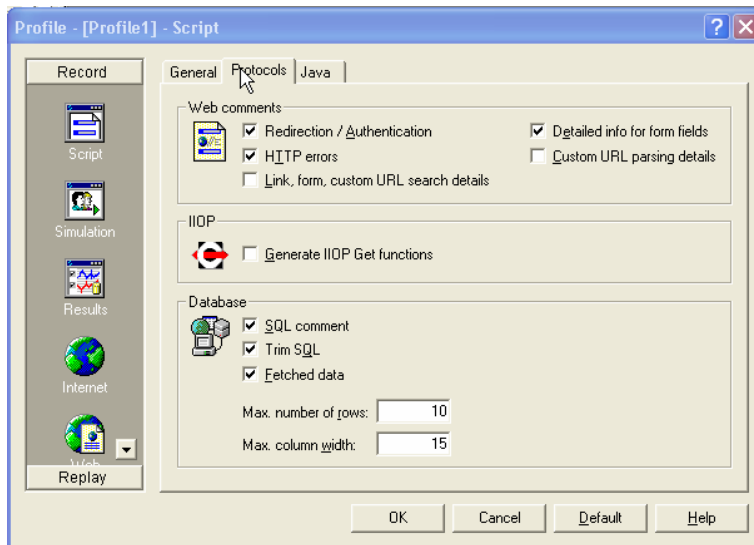 Profile - [Profile1] - Script
Record
Script
Simulation
Results
Internet
Web
Replay
General Protocols Java
Web comments
Redirection / Authentication
Detailed info for form fields
HTTP errors
Custom URL parsing details
Link, form, custom URL search details
IIOP
Generate IIOP Get functions
Database
SQL comment
Trim SQL
Fetched data
Max. number of rows: 10
Max. column width: 15
OK Cancel Default Help